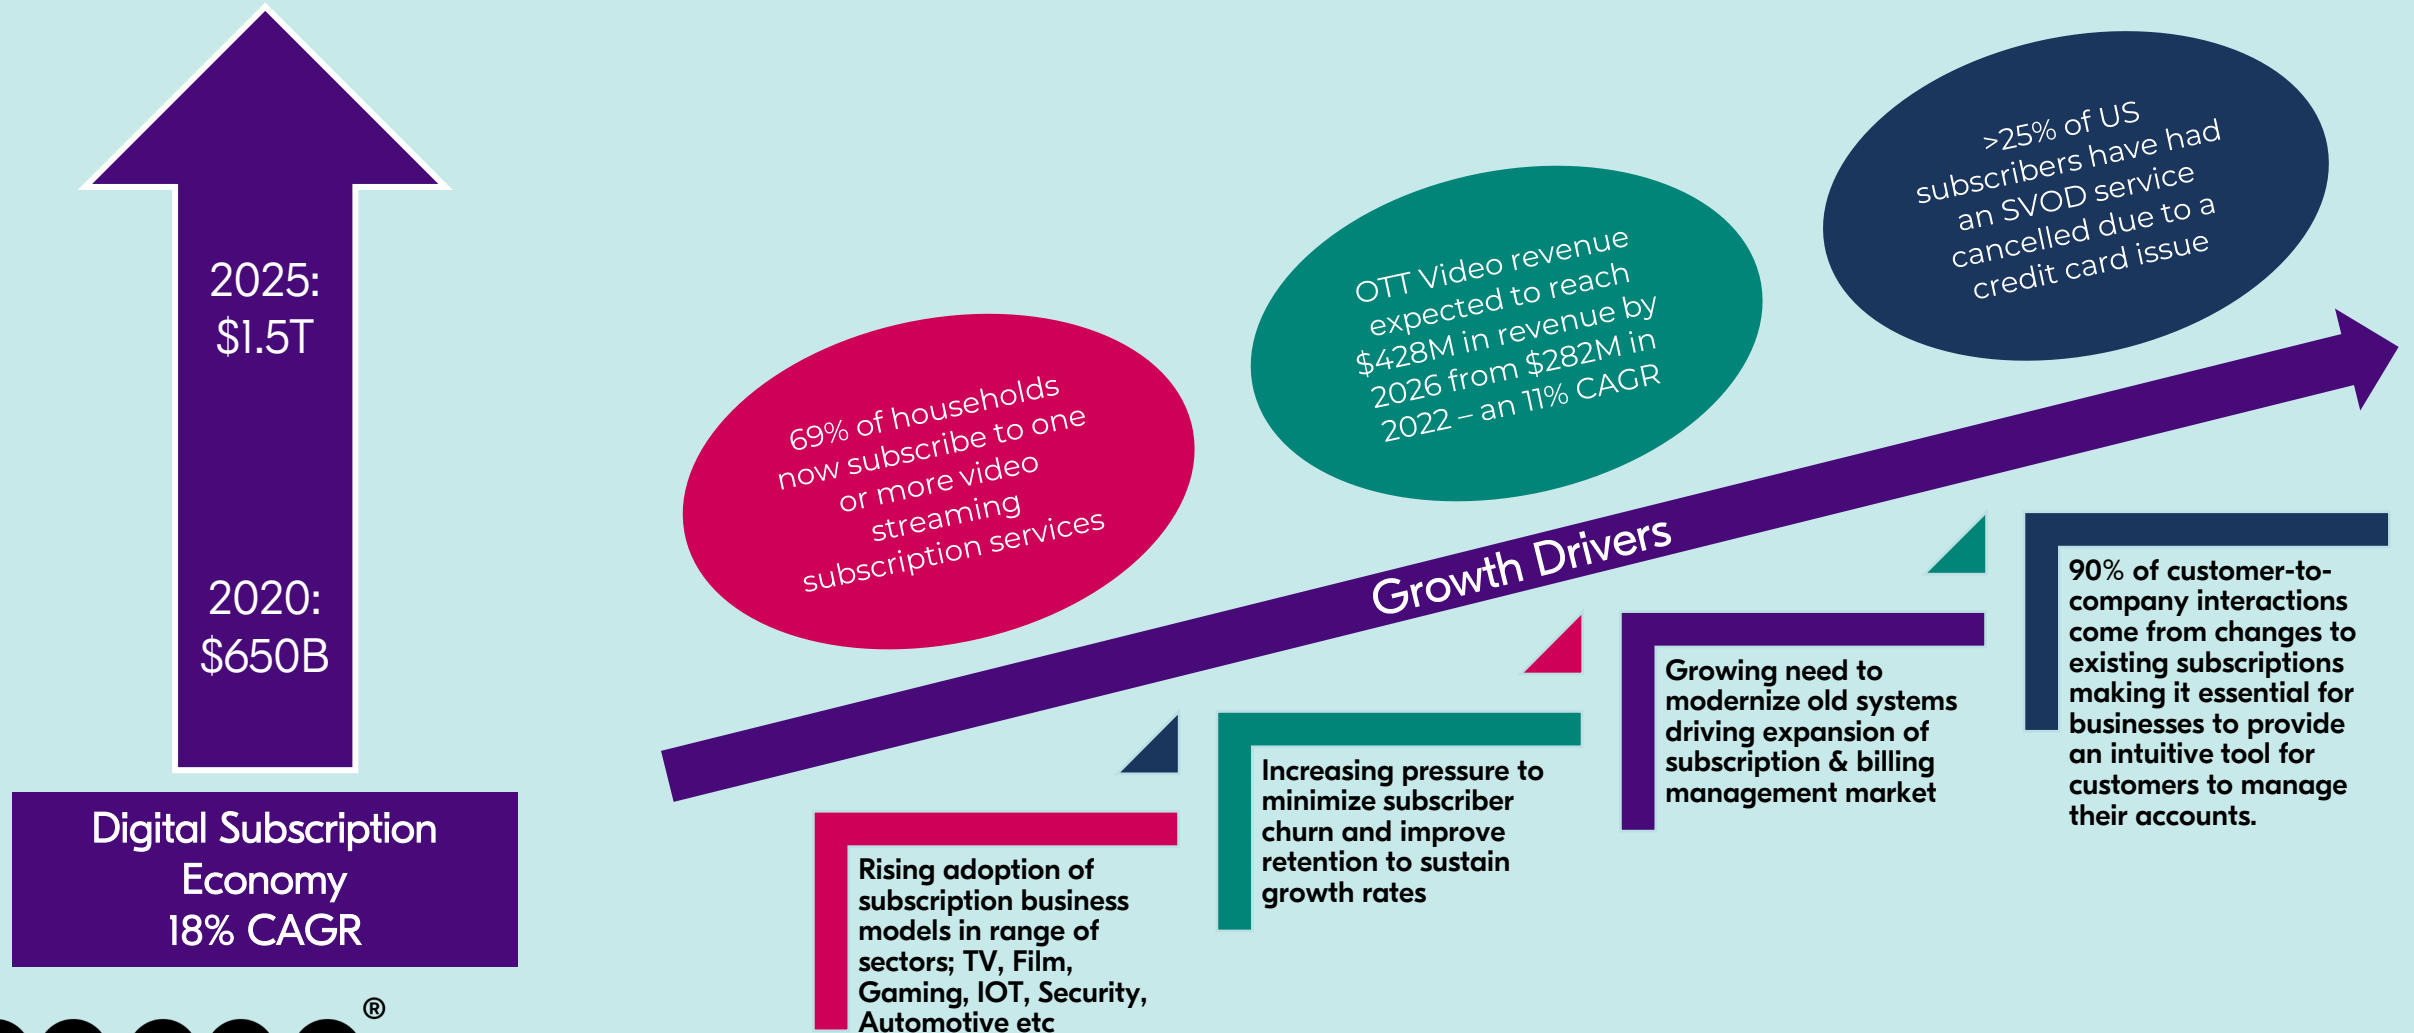 2025:
$1.5T
2020:
$650B
Digital Subscription
Economy
18% CAGR
®
69% of households
now subscribe to one
or more video
streaming
subscription services
OTT Video revenue
expected to reach
$428M in revenue by
2026 from $282M in
2022 – an 11% CAGR
>25% of US
subscribers have had
an SVOD service
cancelled due to a
credit card issue
Growth Drivers
Rising adoption of
subscription business
models in range of
sectors; TV, Film,
Gaming, IOT, Security,
Automotive etc
Increasing pressure to
minimize subscriber
churn and improve
retention to sustain
growth rates
Growing need to
modernize old systems
driving expansion of
subscription & billing
management market
90% of customer-to-
company interactions
come from changes to
existing subscriptions
making it essential for
businesses to provide
an intuitive tool for
customers to manage
their accounts.